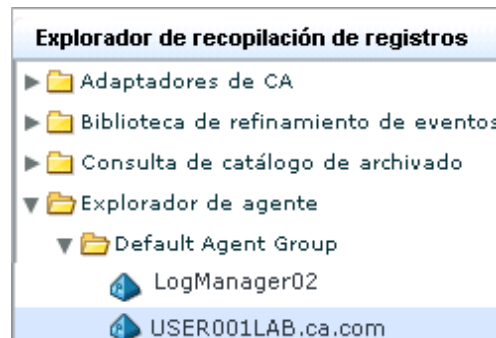 Explorador de recopilación de registros
Adaptadores de CA
Biblioteca de refinamiento de eventos
Consulta de catálogo de archivado
Explorador de agente
Default Agent Group
LogManager02
USER001LAB.ca.com